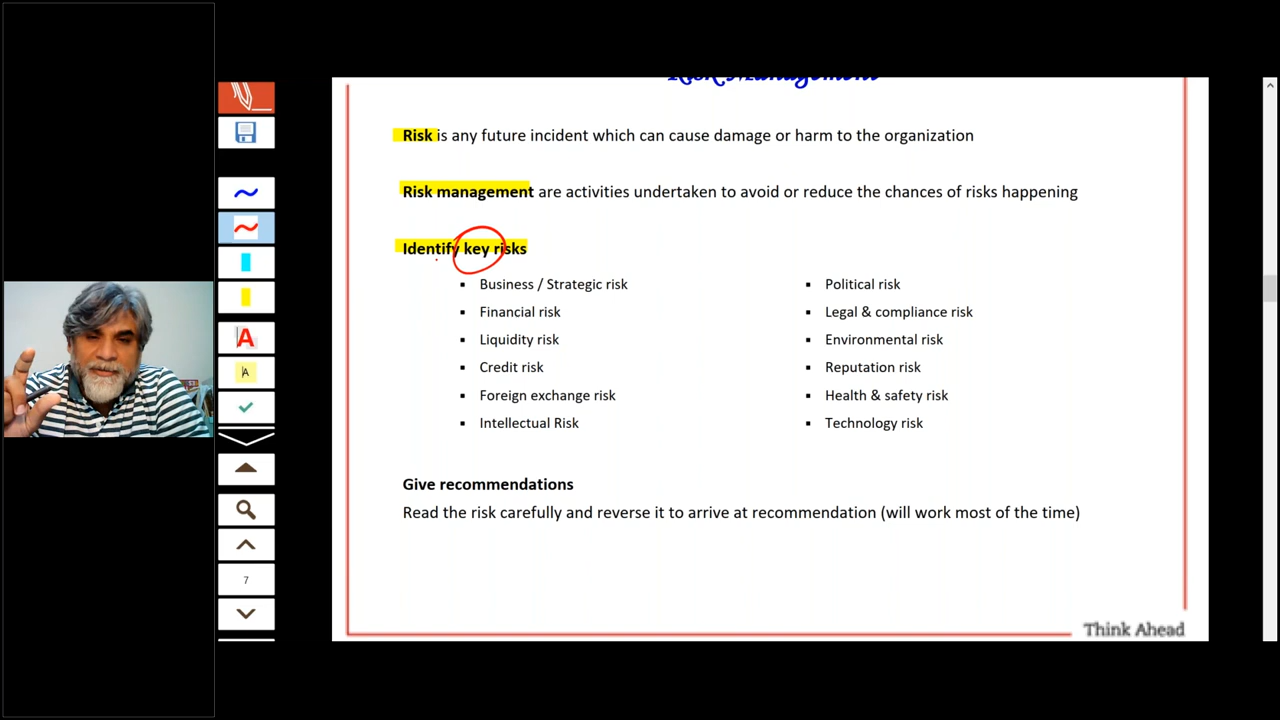 Risk Management
Risk is any future incident which can cause damage or harm to the organization
Risk management are activities undertaken to avoid or reduce the chances of risks happening
Identify key risks
▪ Business / Strategic risk
▪ Financial risk
▪ Liquidity risk
▪ Credit risk
▪ Foreign exchange risk
▪ Intellectual Risk
▪ Political risk
▪ Legal & compliance risk
▪ Environmental risk
▪ Reputation risk
▪ Health & safety risk
▪ Technology risk
Give recommendations
Read the risk carefully and reverse it to arrive at recommendation (will work most of the time)
Think Ahead
A
A
7